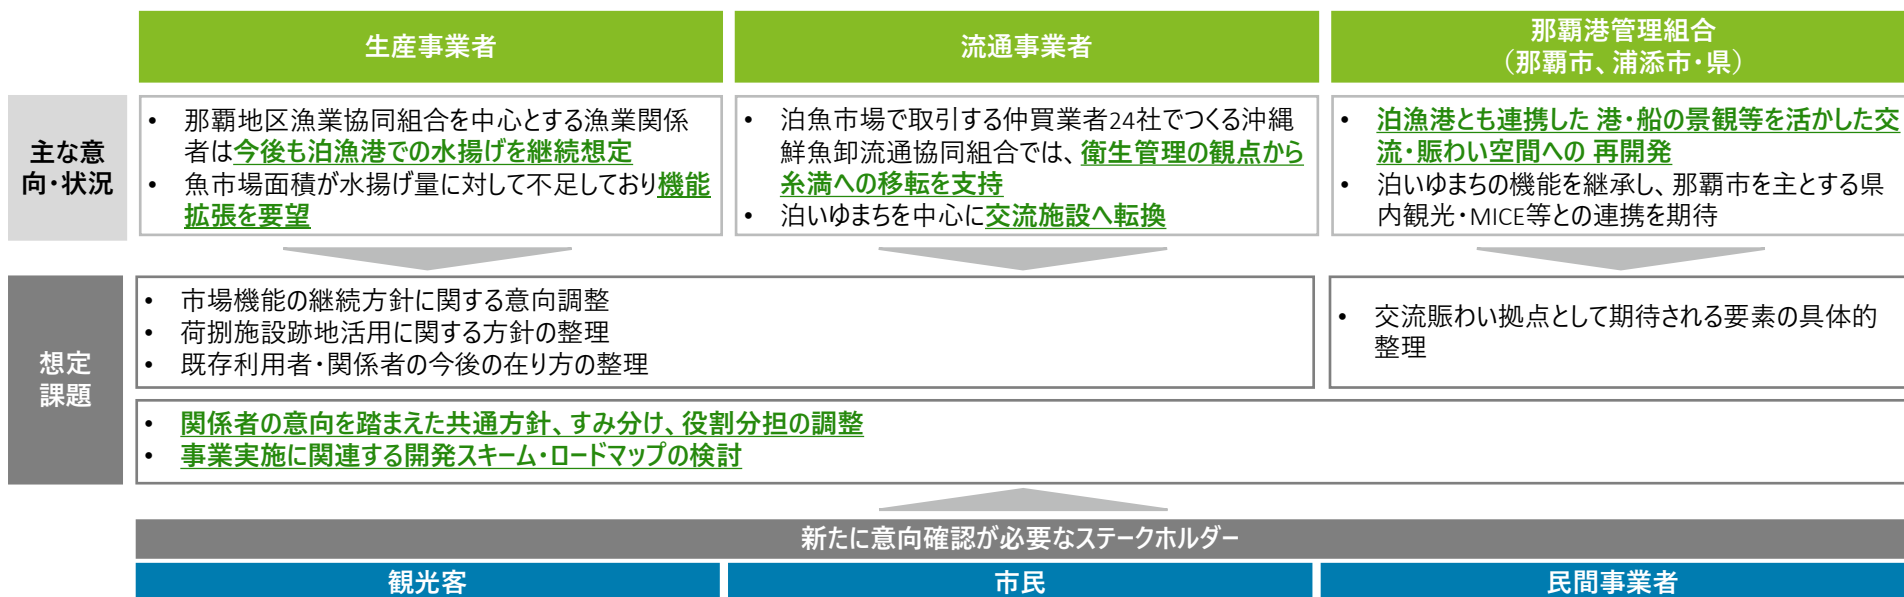 生産事業者
流通事業者
那覇港管理組合
（那覇市、浦添市・県）
主な意
向・状況
• 那覇地区漁業協同組合を中心とする漁業関係
者は今後も泊漁港での水揚げを継続想定
• 魚市場面積が水揚げ量に対して不足しており機能
拡張を要望
• 泊魚市場で取引する仲買業者24社でつくる沖縄
鮮魚卸流通協同組合では、衛生管理の観点から
糸満への移転を支持
• 泊いゆまちを中心に交流施設へ転換
• 泊漁港とも連携した 港・船の景観等を活かした交
流・賑わい空間への 再開発
• 泊いゆまちの機能を継承し、那覇市を主とする県
内観光・MICE等との連携を期待
想定
課題
• 市場機能の継続方針に関する意向調整
• 荷捌施設跡地活用に関する方針の整理
• 既存利用者・関係者の今後の在り方の整理
• 交流賑わい拠点として期待される要素の具体的
整理
• 関係者の意向を踏まえた共通方針、すみ分け、役割分担の調整
• 事業実施に関連する開発スキーム・ロードマップの検討
新たに意向確認が必要なステークホルダー
観光客
市民
民間事業者